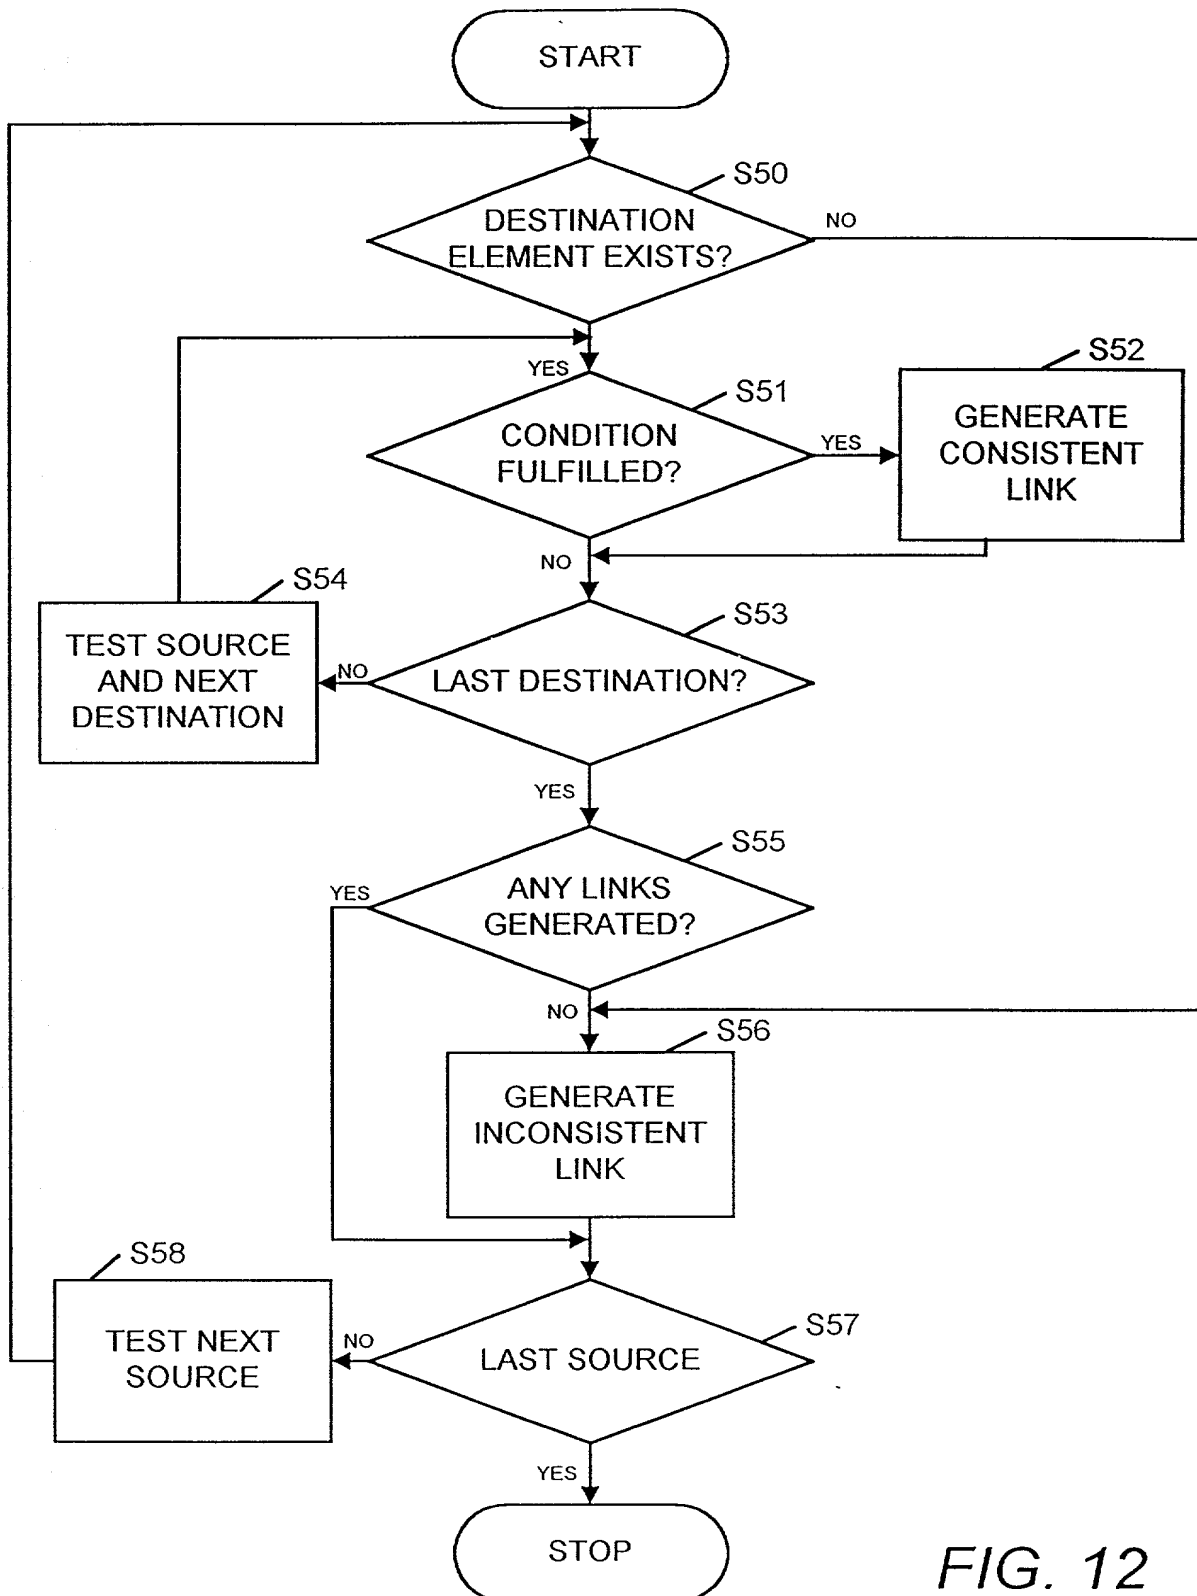 START
S50
DESTINATION
ELEMENT EXISTS?
NO
YES
S51
CONDITION
FULFILLED?
YES
S52
GENERATE
CONSISTENT
LINK
NO
S54
TEST SOURCE
AND NEXT
DESTINATION
NO
S53
LAST DESTINATION?
YES
S55
ANY LINKS
GENERATED?
YES
NO
S56
GENERATE
INCONSISTENT
LINK
S58
TEST NEXT
SOURCE
NO
S57
LAST SOURCE
YES
STOP
FIG. 12